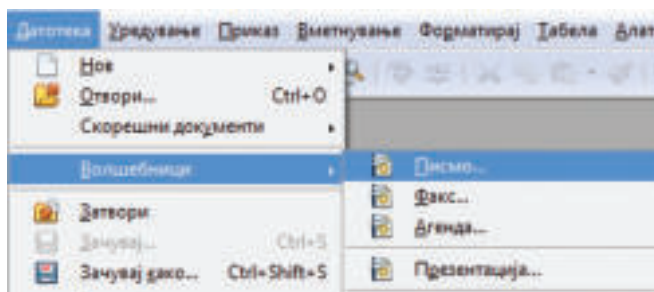 Датотека Уредување Приказ Вметнување Форматирај Табела Алат
Нов
Отвори... Ctrl+O
Скорешни документи
Волшебници
Затвори
Зачувај... Ctrl+S
Зачувај како... Ctrl+Shift+S
Писмо...
Факс...
Агенда...
Презентација...